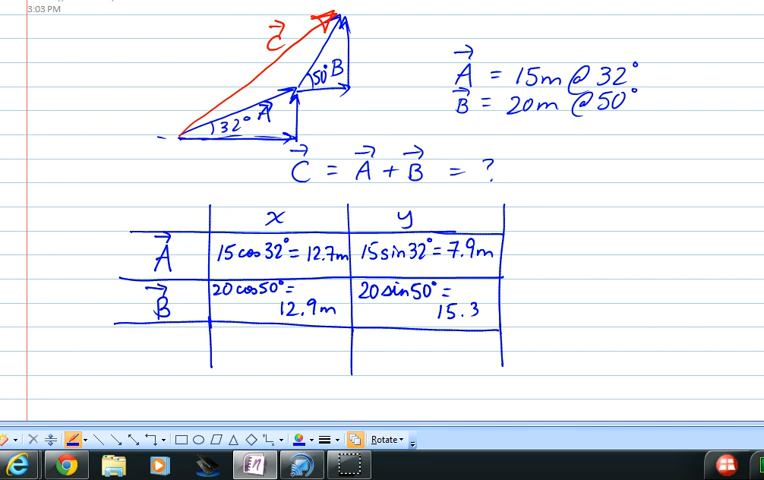 3:03 PM
C⃗
50° B
32° A⃗
A⃗ = 15m @ 32°
B⃗ = 20m @ 50°
C⃗ = A⃗ + B⃗ = ?
x y
A⃗ 15 cos 32° = 12.7m 15 sin 32° = 7.9m
B⃗ 20 cos 50° = 20 sin 50° =
12.9m 15.3
Rotate